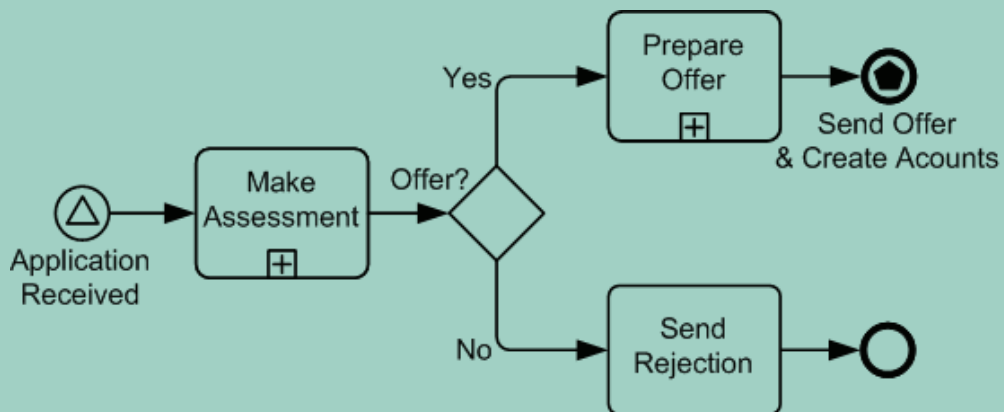 Application
Received
Make
Assessment
Offer?
Yes
Prepare
Offer
Send Offer
& Create Acounts
No
Send
Rejection